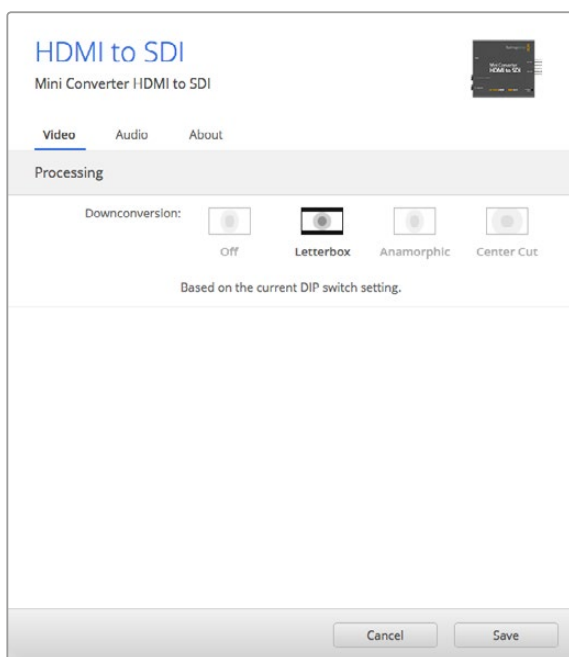 HDMI to SDI
Mini Converter HDMI to SDI
Video Audio About
Processing
Downconversion:
Off Letterbox Anamorphic Center Cut
Based on the current DIP switch setting.
Cancel Save